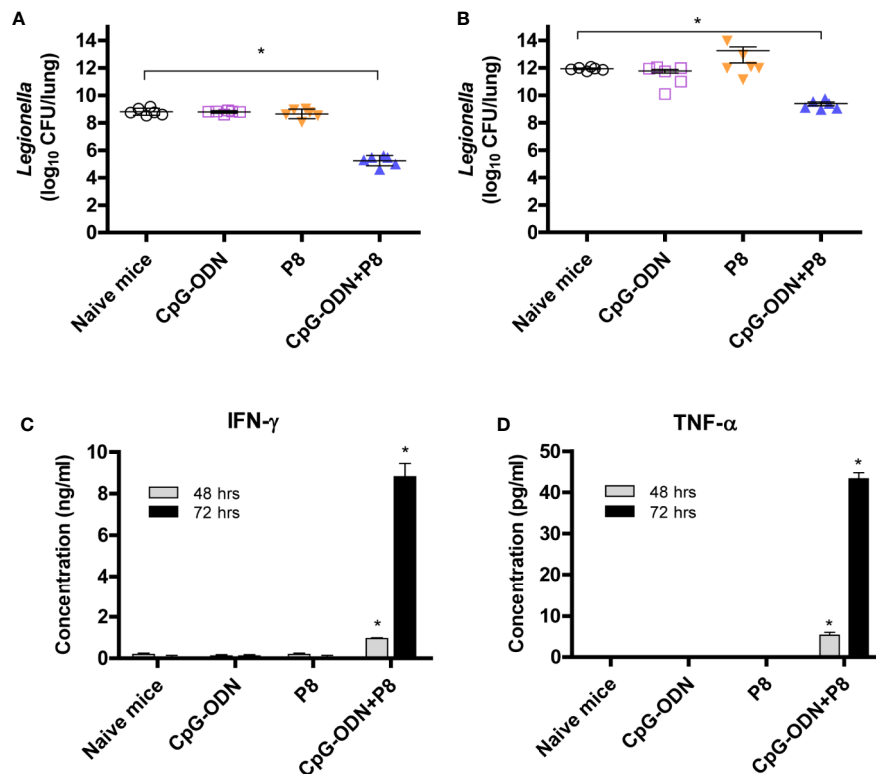 A
Legionella
(log10 CFU/lung)
14
12
10
8
6
4
2
0
*
Naive mice
CpG-ODN
P8
CpG-ODN+P8
B
Legionella
(log10 CFU/lung)
14
12
10
8
6
4
2
0
*
Naive mice
CpG-ODN
P8
CpG-ODN+P8
C
IFN-γ
Concentration (ng/ml)
10
8
6
4
2
0
48 hrs
72 hrs
*
*
Naive mice
CpG-ODN
P8
CpG-ODN+P8
D
TNF-α
Concentration (pg/ml)
50
40
30
20
10
0
48 hrs
72 hrs
*
*
Naive mice
CpG-ODN
P8
CpG-ODN+P8